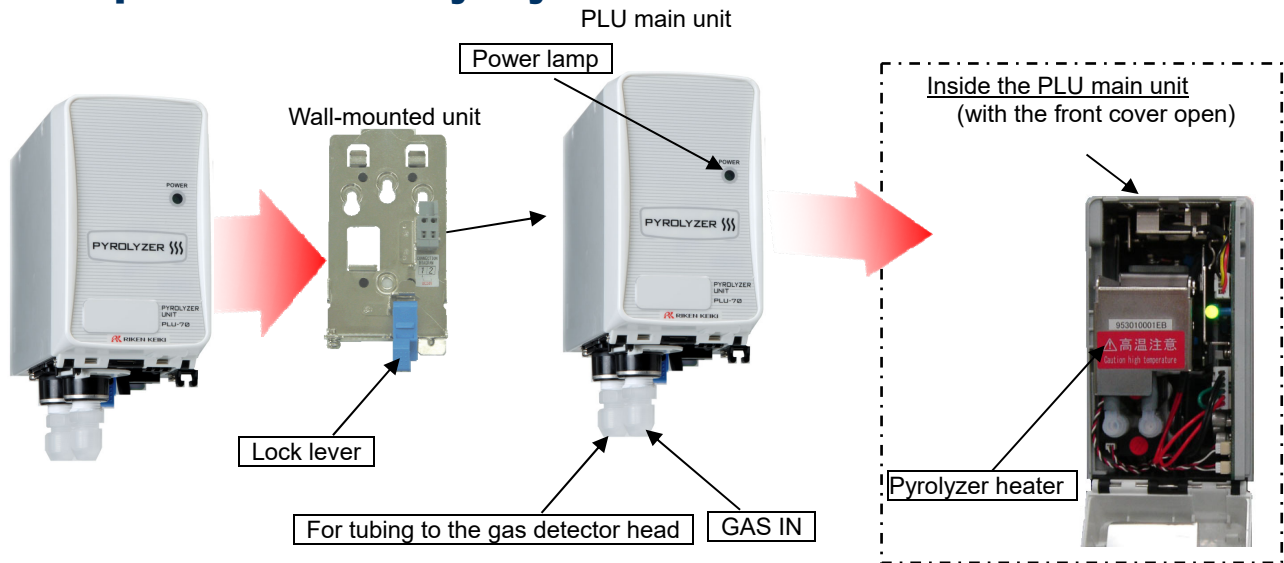 PLU main unit
Power lamp
Inside the PLU main unit
(with the front cover open)
Wall-mounted unit
POWER
PYROLYZER
PYROLYZER
UNIT
PLU-70
RIKEN KEIKI
POWER
PYROLYZER
PYROLYZER
UNIT
PLU-70
RIKEN KEIKI
1 2
953010001EB
高温注意
Caution high temperature
Lock lever
Pyrolyzer heater
For tubing to the gas detector head
GAS IN